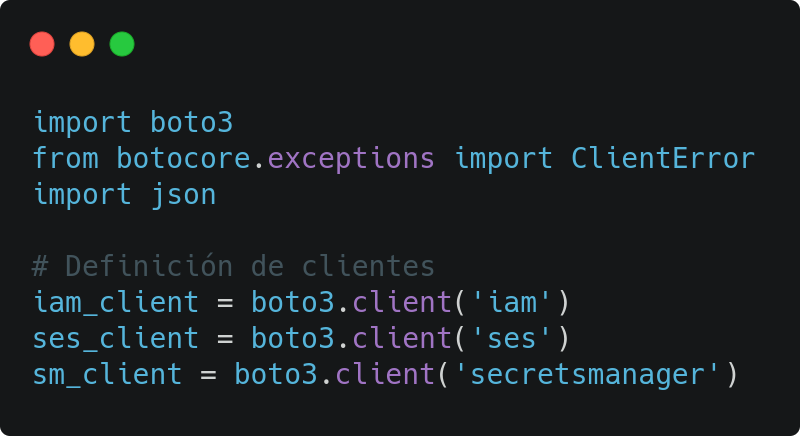 import boto3
from botocore.exceptions import ClientError
import json
# Definición de clientes
iam_client = boto3.client('iam')
ses_client = boto3.client('ses')
sm_client = boto3.client('secretsmanager')